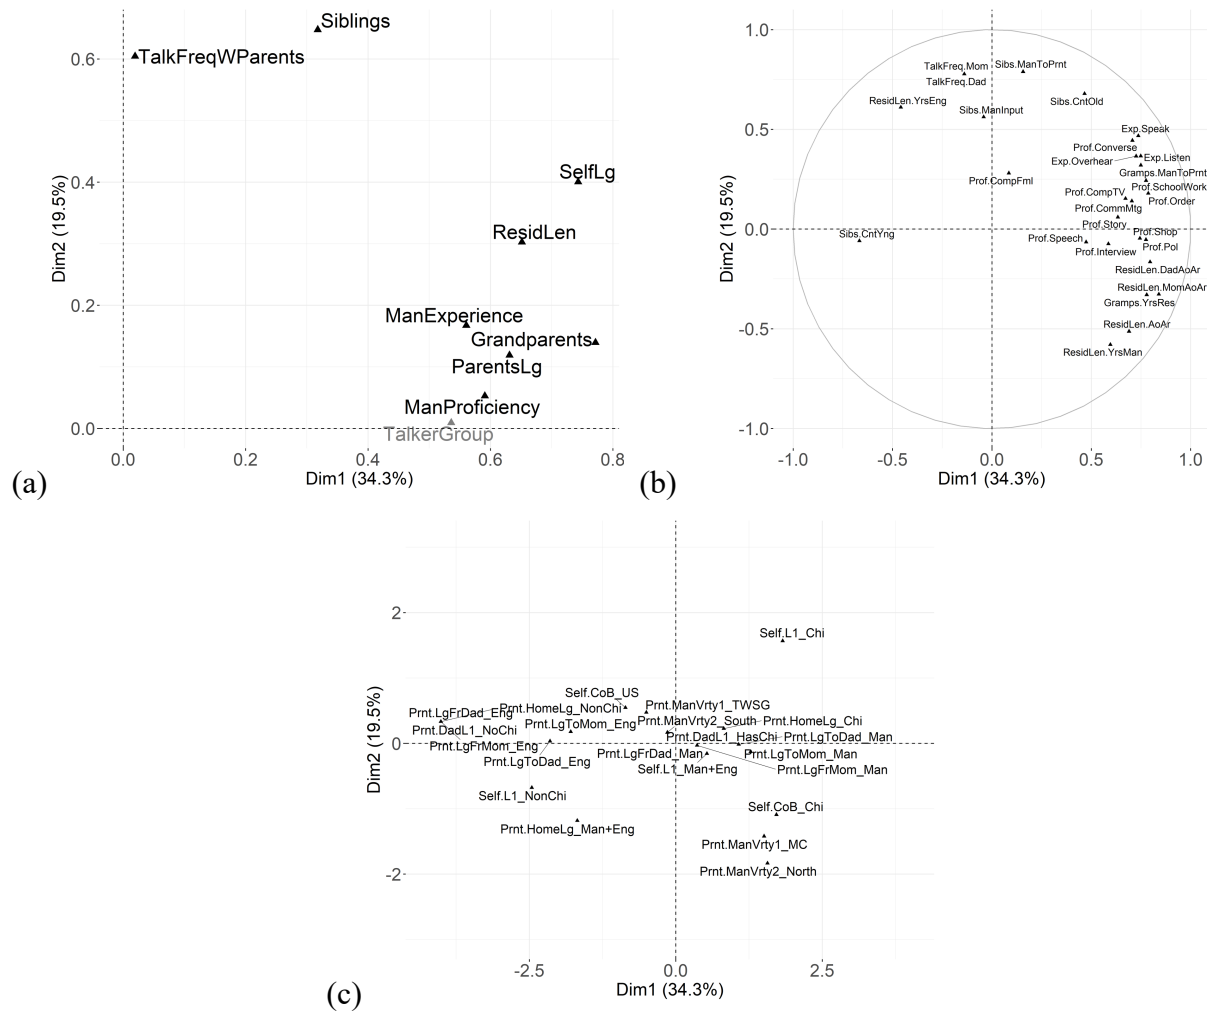 Siblings
0.6
TalkFreqWParents
0.4
SelfLg
ResidLen
0.2
ManExperience
Grandparents
ParentsLg
ManProficiency
0.0
TalkerGroup
0.0 0.2 0.4 0.6 0.8
Dim1 (34.3%)
Dim2 (19.5%)
(a)
1.0
TalkFreq.Mom Sibs.ManToPrnt
TalkFreq.Dad
ResidLen.YrsEng Sibs.CntOld
Sibs.ManInput
0.5
Exp.Speak
Prof.Converse
Exp.Overhear Exp.Listen
Gramps.ManToPrnt
Prof.CompFml
Prof.SchoolWork
Prof.CompTV
Prof.Order
Prof.CommMtg
Prof.Story
0.0
Sibs.CntYng
Prof.Speech Prof.Shop
Prof.Interview Prof.Pol
ResidLen.DadAoAr
ResidLen.MomAoAr
Gramps.YrsRes
-0.5
ResidLen.AoAr
ResidLen.YrsMan
-1.0
-1.0 -0.5 0.0 0.5 1.0
Dim1 (34.3%)
Dim2 (19.5%)
(b)
2
Self.L1_Chi
Self.CoB_US
Prnt.LgFrDad_Eng Prnt.HomeLg_NonChi Prnt.ManVrty1_TWSG
Prnt.LgToMom_Eng Prnt.ManVrty2_South Prnt.HomeLg_Chi
Prnt.DadL1_NoChi Prnt.DadL1_HasChi Prnt.LgToDad_Man
0
Prnt.LgFrMom_Eng Prnt.LgFrDad_Man Prnt.LgToMom_Man
Prnt.LgToDad_Eng Self.L1_Man+Eng Prnt.LgFrMom_Man
Self.L1_NonChi
Self.CoB_Chi
Prnt.HomeLg_Man+Eng
Prnt.ManVrty1_MC
-2
Prnt.ManVrty2_North
-2.5 0.0 2.5
Dim1 (34.3%)
Dim2 (19.5%)
(c)